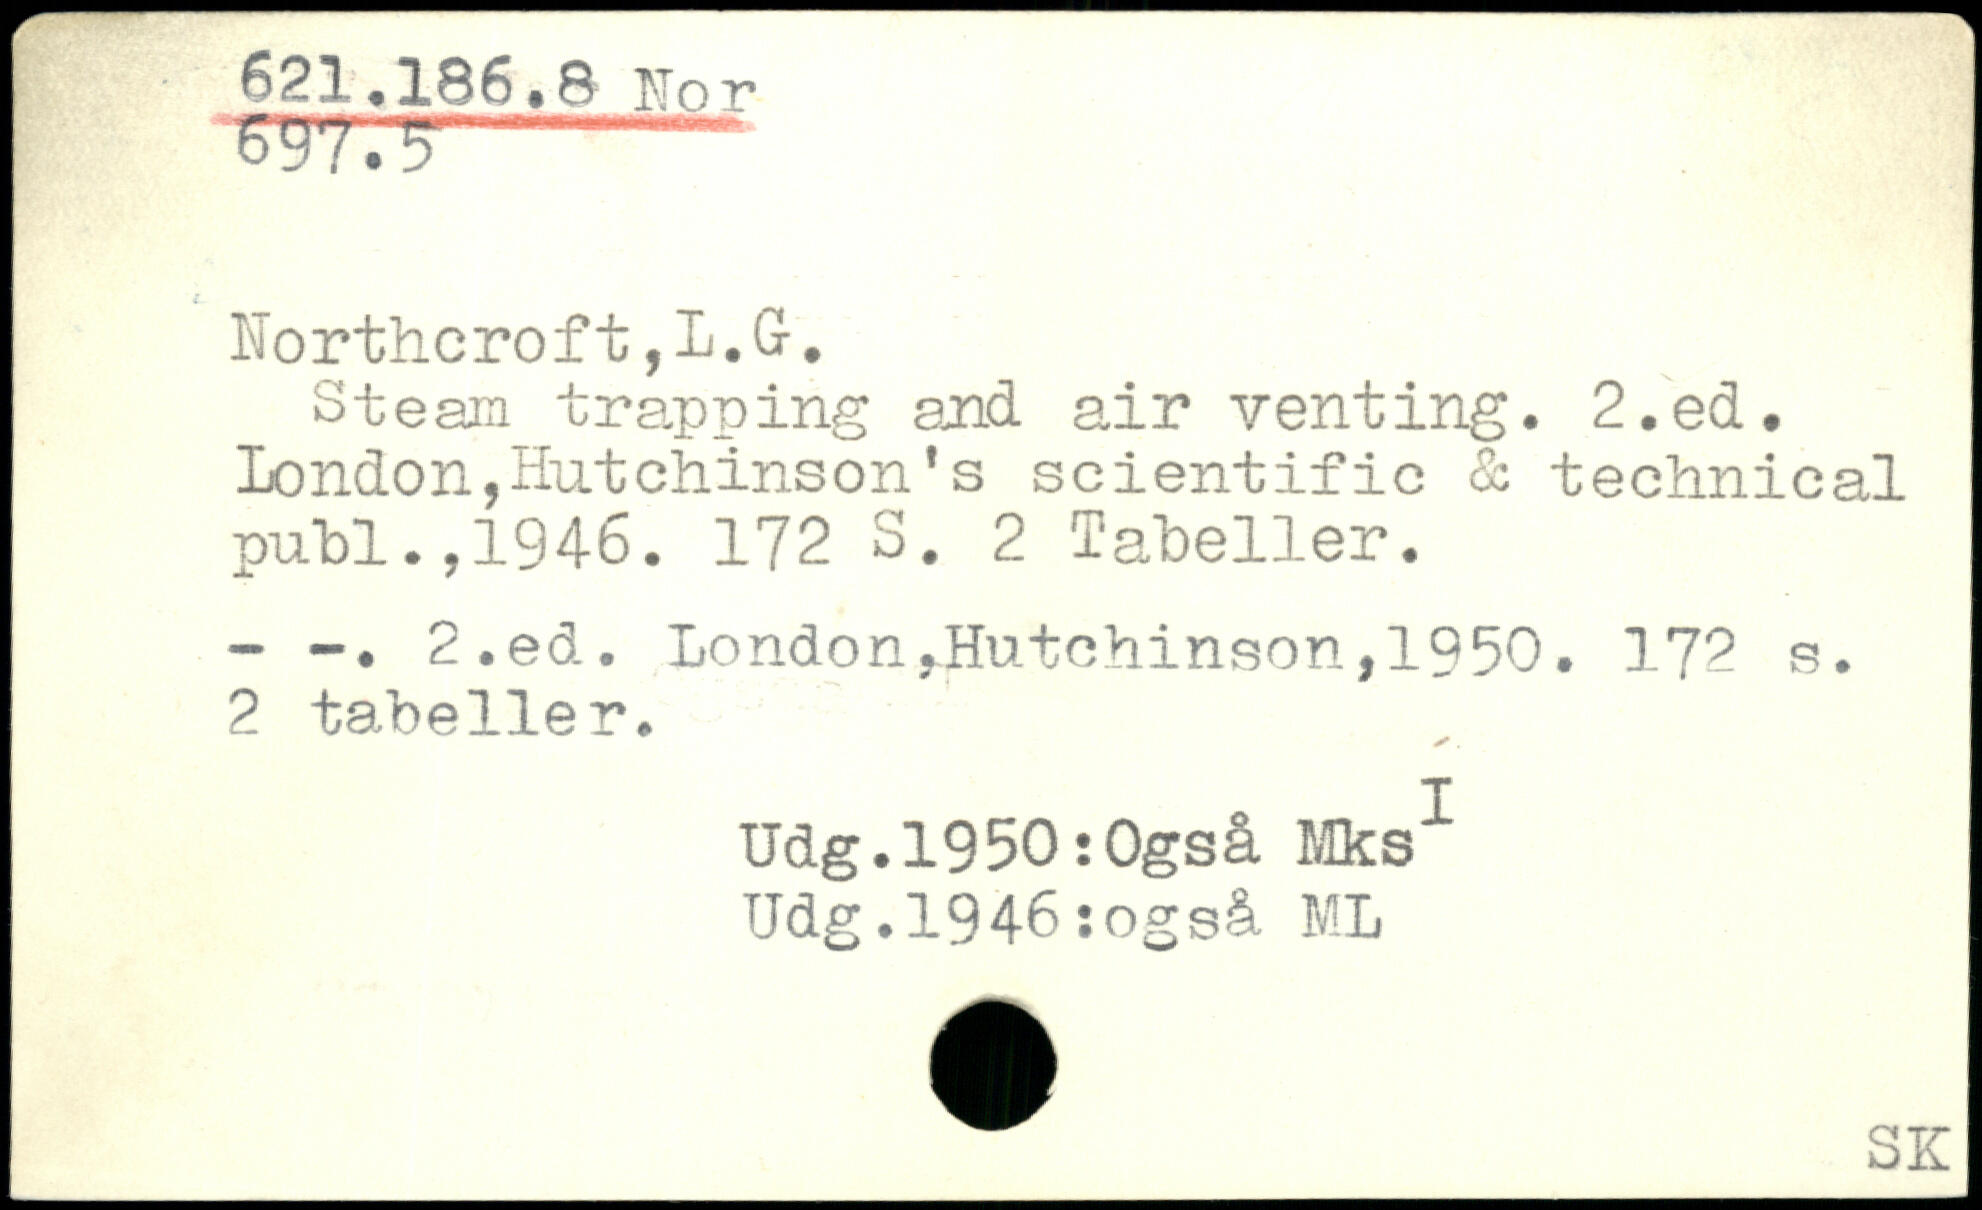 621.186.8 Nor
697.5
Northcroft,L.G.
Steam trapping and air venting. 2.ed.
London,Hutchinson's scientific & technical
publ.,1946. 172 S. 2 Tabeller.
- -. 2.ed. London,Hutchinson,1950. 172 s.
2 tabeller.
Udg.1950:Også Mks I
Udg.1946:også ML
SK